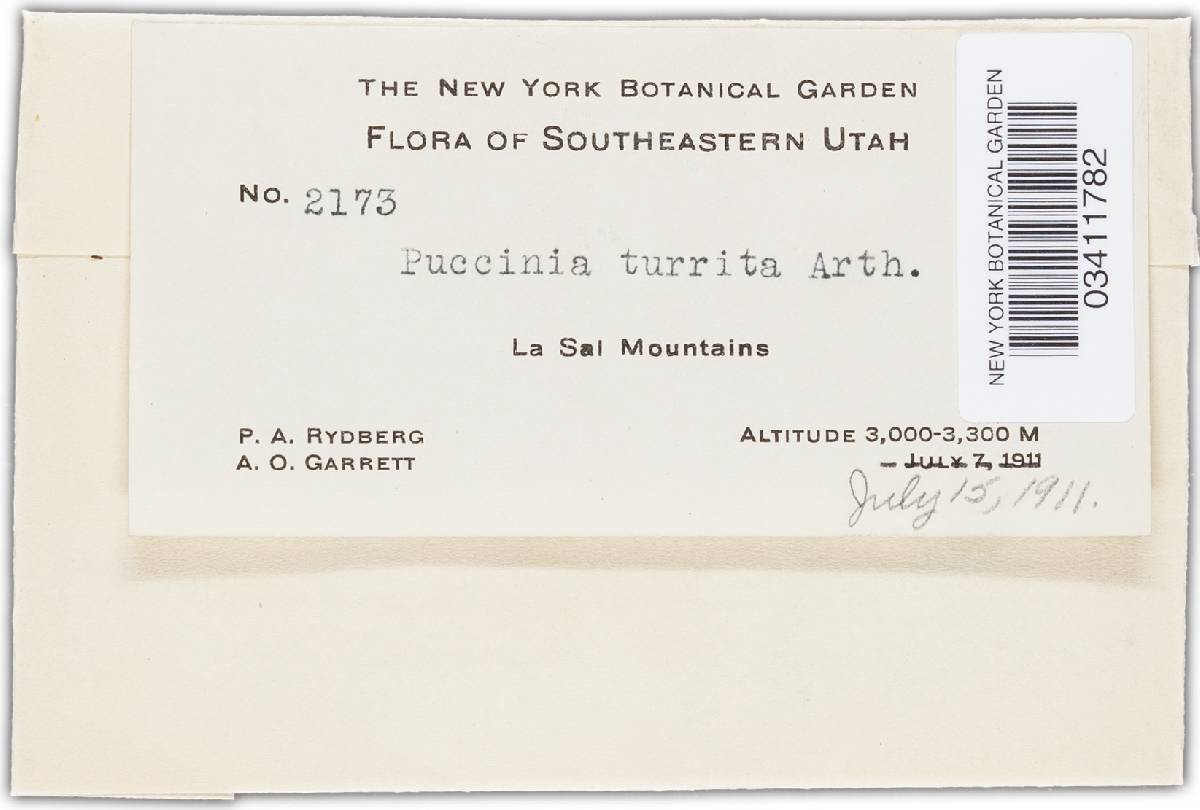 THE NEW YORK BOTANICAL GARDEN
FLORA OF SOUTHEASTERN UTAH
No. 2173
Puccinia turrita Arth.
La Sal Mountains
P. A. RYDBERG
A. O. GARRETT
ALTITUDE 3,000-3,300 M
- JULY 7, 1911
July 15, 1911.
NEW YORK BOTANICAL GARDEN
03411782